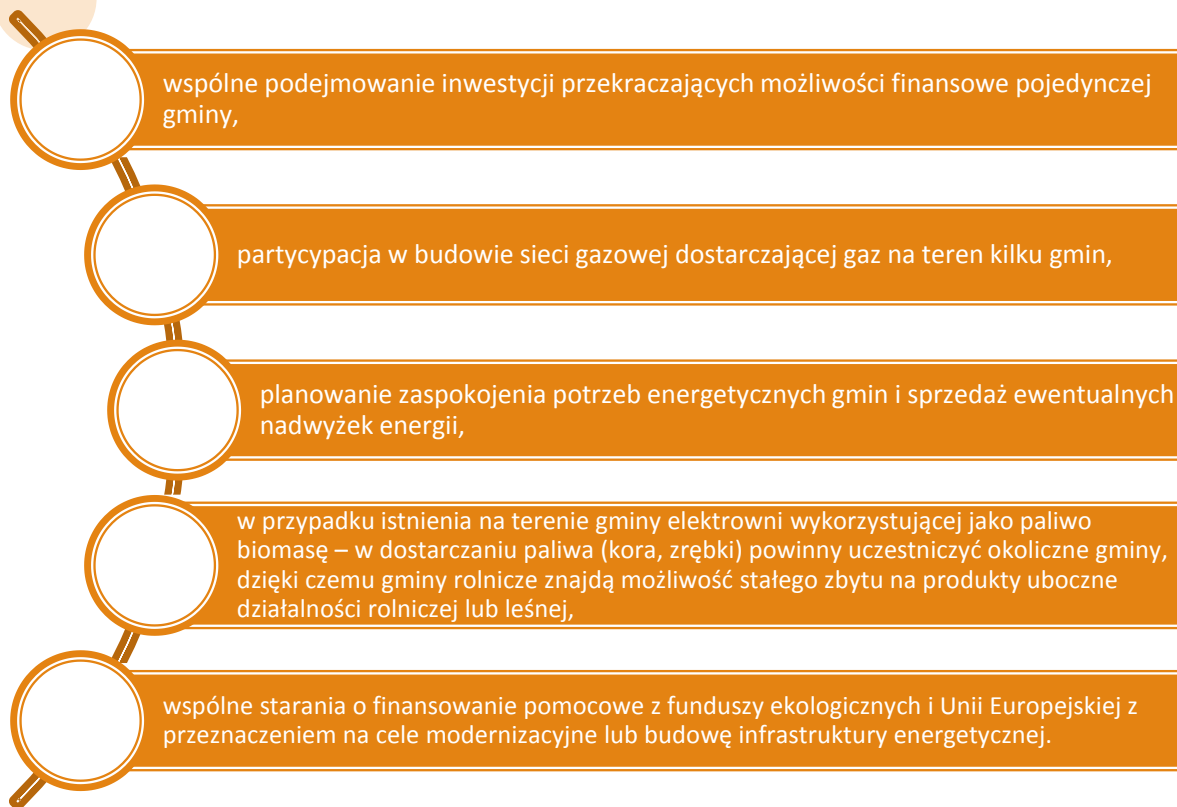 wspólne podejmowanie inwestycji przekraczających możliwości finansowe pojedynczej
gminy,
partycypacja w budowie sieci gazowej dostarczającej gaz na teren kilku gmin,
planowanie zaspokojenia potrzeb energetycznych gmin i sprzedaż ewentualnych
nadwyżek energii,
w przypadku istnienia na terenie gminy elektrowni wykorzystującej jako paliwo
biomasę – w dostarczaniu paliwa (kora, zrębki) powinny uczestniczyć okoliczne gminy,
dzięki czemu gminy rolnicze znajdą możliwość stałego zbytu na produkty uboczne
działalności rolniczej lub leśnej,
wspólne starania o finansowanie pomocowe z funduszy ekologicznych i Unii Europejskiej z
przeznaczeniem na cele modernizacyjne lub budowę infrastruktury energetycznej.